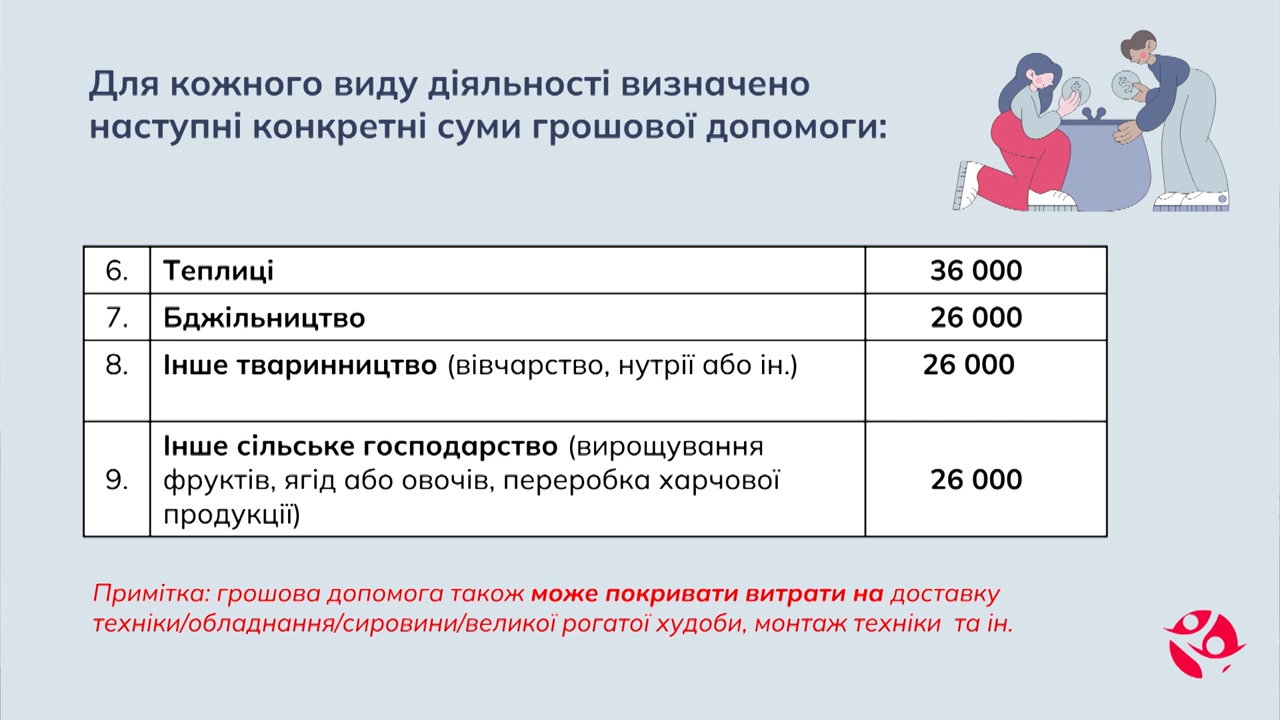 Для кожного виду діяльності визначено
наступні конкретні суми грошової допомоги:
6. Теплиці 36 000
7. Бджільництво 26 000
8. Інше тваринництво (вівчарство, нутрії або ін.) 26 000
Інше сільське господарство (вирощування
9. фруктів, ягід або овочів, переробка харчової 26 000
продукції)
Примітка: грошова допомога також може покривати витрати на доставку
техніки/обладнання/сировини/великої рогатої худоби, монтаж техніки та ін.